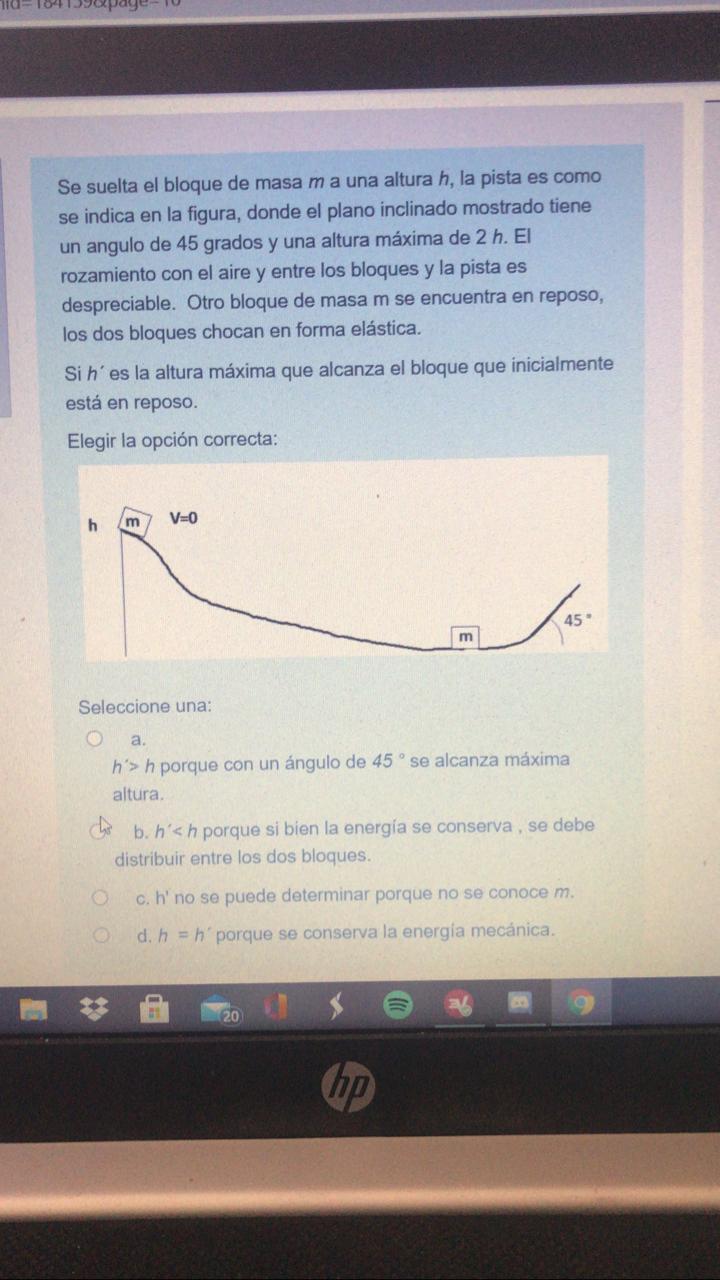 Se suelta el bloque de masa m a una altura h, la pista es como
se indica en la figura, donde el plano inclinado mostrado tiene
un angulo de 45 grados y una altura máxima de 2 h. El
rozamiento con el aire y entre los bloques y la pista es
despreciable. Otro bloque de masa m se encuentra en reposo,
los dos bloques chocan en forma elástica.
Si h´ es la altura máxima que alcanza el bloque que inicialmente
está en reposo.
Elegir la opción correcta:
h m V=0
45 °
m
Seleccione una:
a.
h´> h porque con un ángulo de 45 ° se alcanza máxima
altura.
b. h´< h porque si bien la energía se conserva , se debe
distribuir entre los dos bloques.
c. h' no se puede determinar porque no se conoce m.
d. h = h´ porque se conserva la energía mecánica.
20
hp